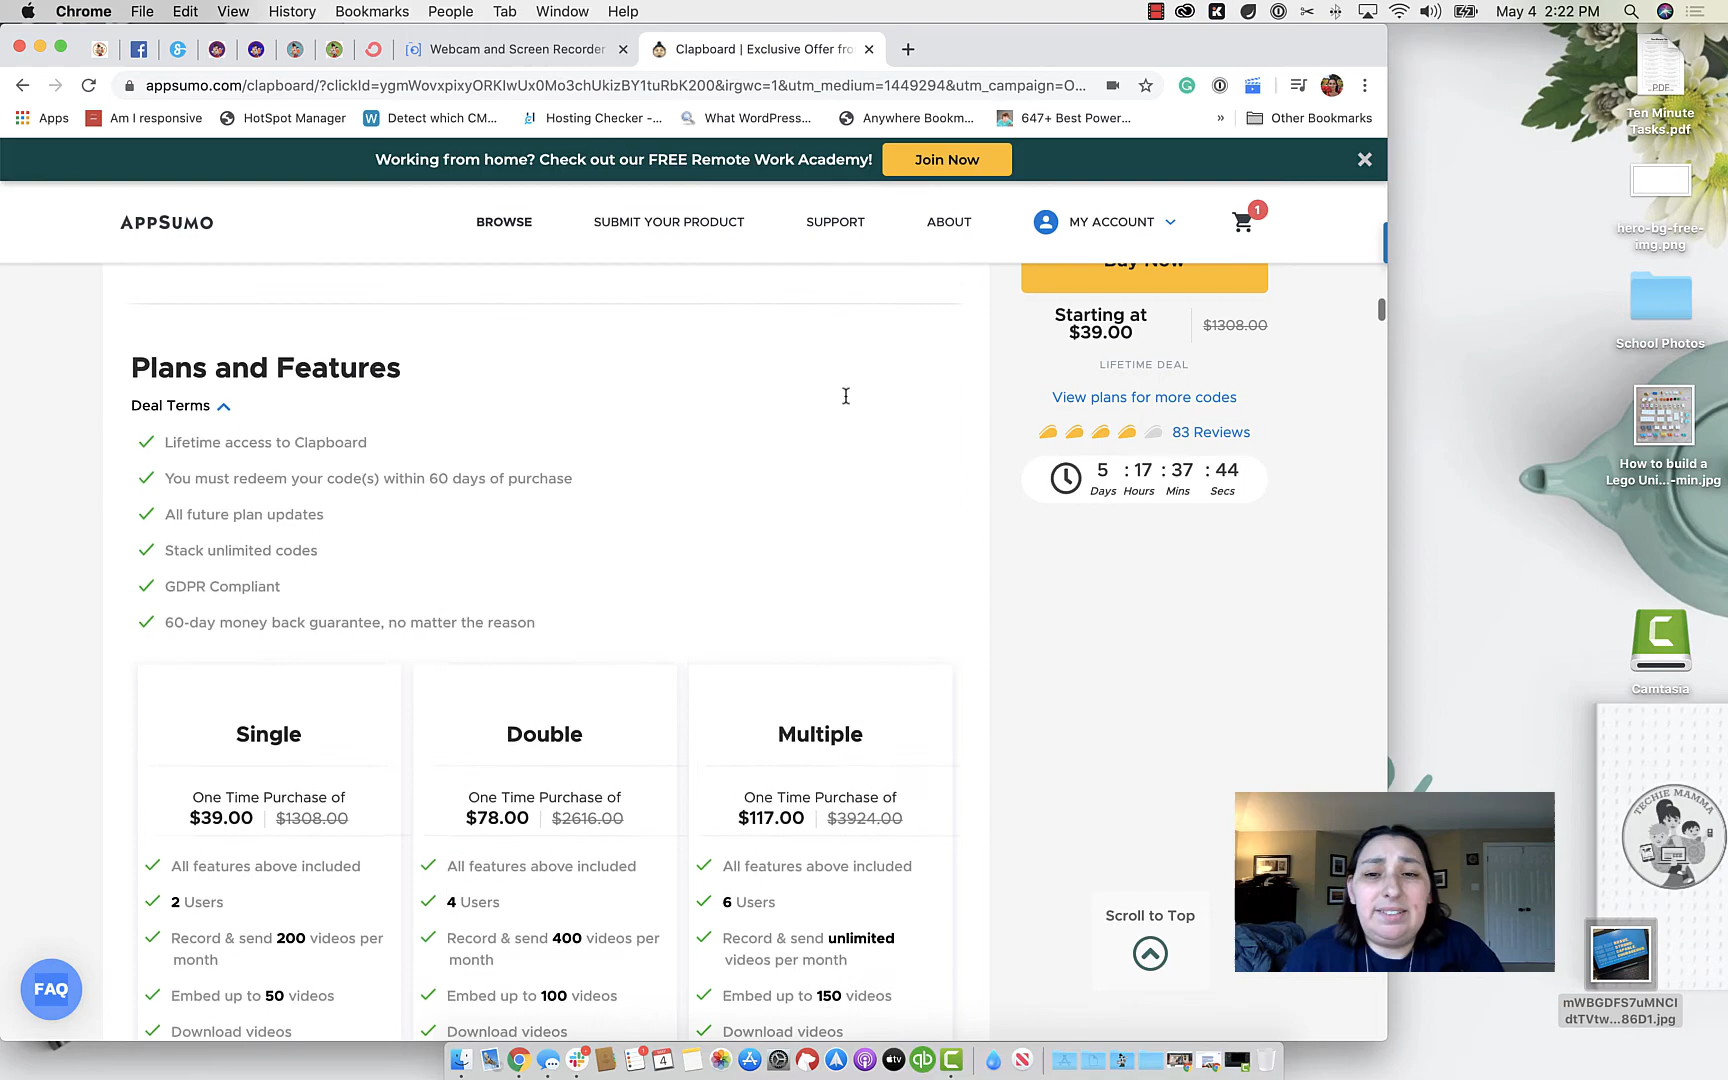 Chrome File Edit View History Bookmarks People Tab Window Help May 4 2:22 PM
Webcam and Screen Recorder
Clapboard | Exclusive Offer fro
appsumo.com/clapboard/?clickId=ygmWovxpixyORKIwUx0Mo3chUkizBY1tuRbK200&irgwc=1&utm_medium=1449294&utm_campaign=O...
Apps Am I responsive HotSpot Manager Detect which CM... Hosting Checker -... What WordPress... Anywhere Bookm... 647+ Best Power... » Other Bookmarks
Working from home? Check out our FREE Remote Work Academy! Join Now
APPSUMO BROWSE SUBMIT YOUR PRODUCT SUPPORT ABOUT MY ACCOUNT 1
Buy Now
Starting at
$39.00 $1308.00
LIFETIME DEAL
View plans for more codes
83 Reviews
5 : 17 : 37 : 44
Days Hours Mins Secs
Plans and Features
Deal Terms
Lifetime access to Clapboard
You must redeem your code(s) within 60 days of purchase
All future plan updates
Stack unlimited codes
GDPR Compliant
60-day money back guarantee, no matter the reason
Single
One Time Purchase of
$39.00 $1308.00
All features above included
2 Users
Record & send 200 videos per
month
Embed up to 50 videos
Download videos
Double
One Time Purchase of
$78.00 $2616.00
All features above included
4 Users
Record & send 400 videos per
month
Embed up to 100 videos
Download videos
Multiple
One Time Purchase of
$117.00 $3924.00
All features above included
6 Users
Record & send unlimited
videos per month
Embed up to 150 videos
Download videos
Scroll to Top
FAQ
PDF
Ten Minute
Tasks.pdf
hero-bg-free-
img.png
School Photos
How to build a
Lego Uni...-min.jpg
Camtasia
TECHIE MAMMA
mWBGDFS7uMNCI
dtTVtw...86D1.jpg